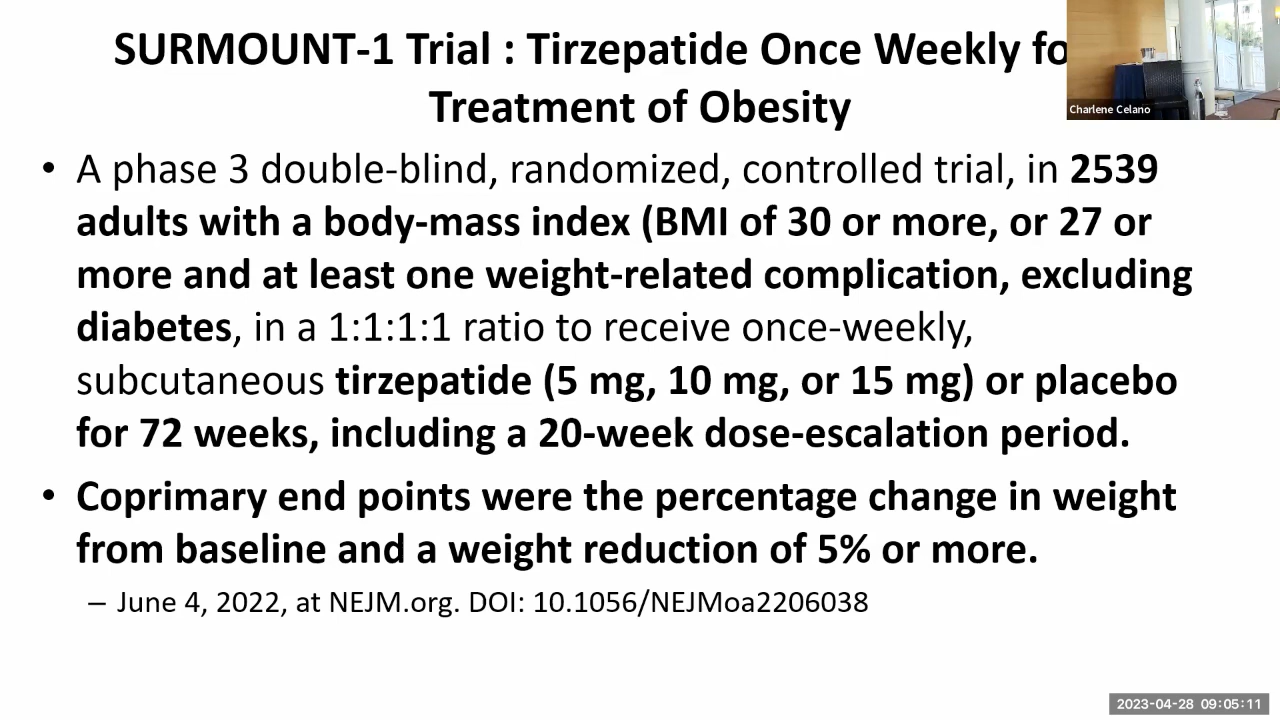 SURMOUNT-1 Trial : Tirzepatide Once Weekly fo
Treatment of Obesity
Charlene Celano
• A phase 3 double-blind, randomized, controlled trial, in 2539
adults with a body-mass index (BMI of 30 or more, or 27 or
more and at least one weight-related complication, excluding
diabetes, in a 1:1:1:1 ratio to receive once-weekly,
subcutaneous tirzepatide (5 mg, 10 mg, or 15 mg) or placebo
for 72 weeks, including a 20-week dose-escalation period.
• Coprimary end points were the percentage change in weight
from baseline and a weight reduction of 5% or more.
– June 4, 2022, at NEJM.org. DOI: 10.1056/NEJMoa2206038
2023-04-28 09:05:11